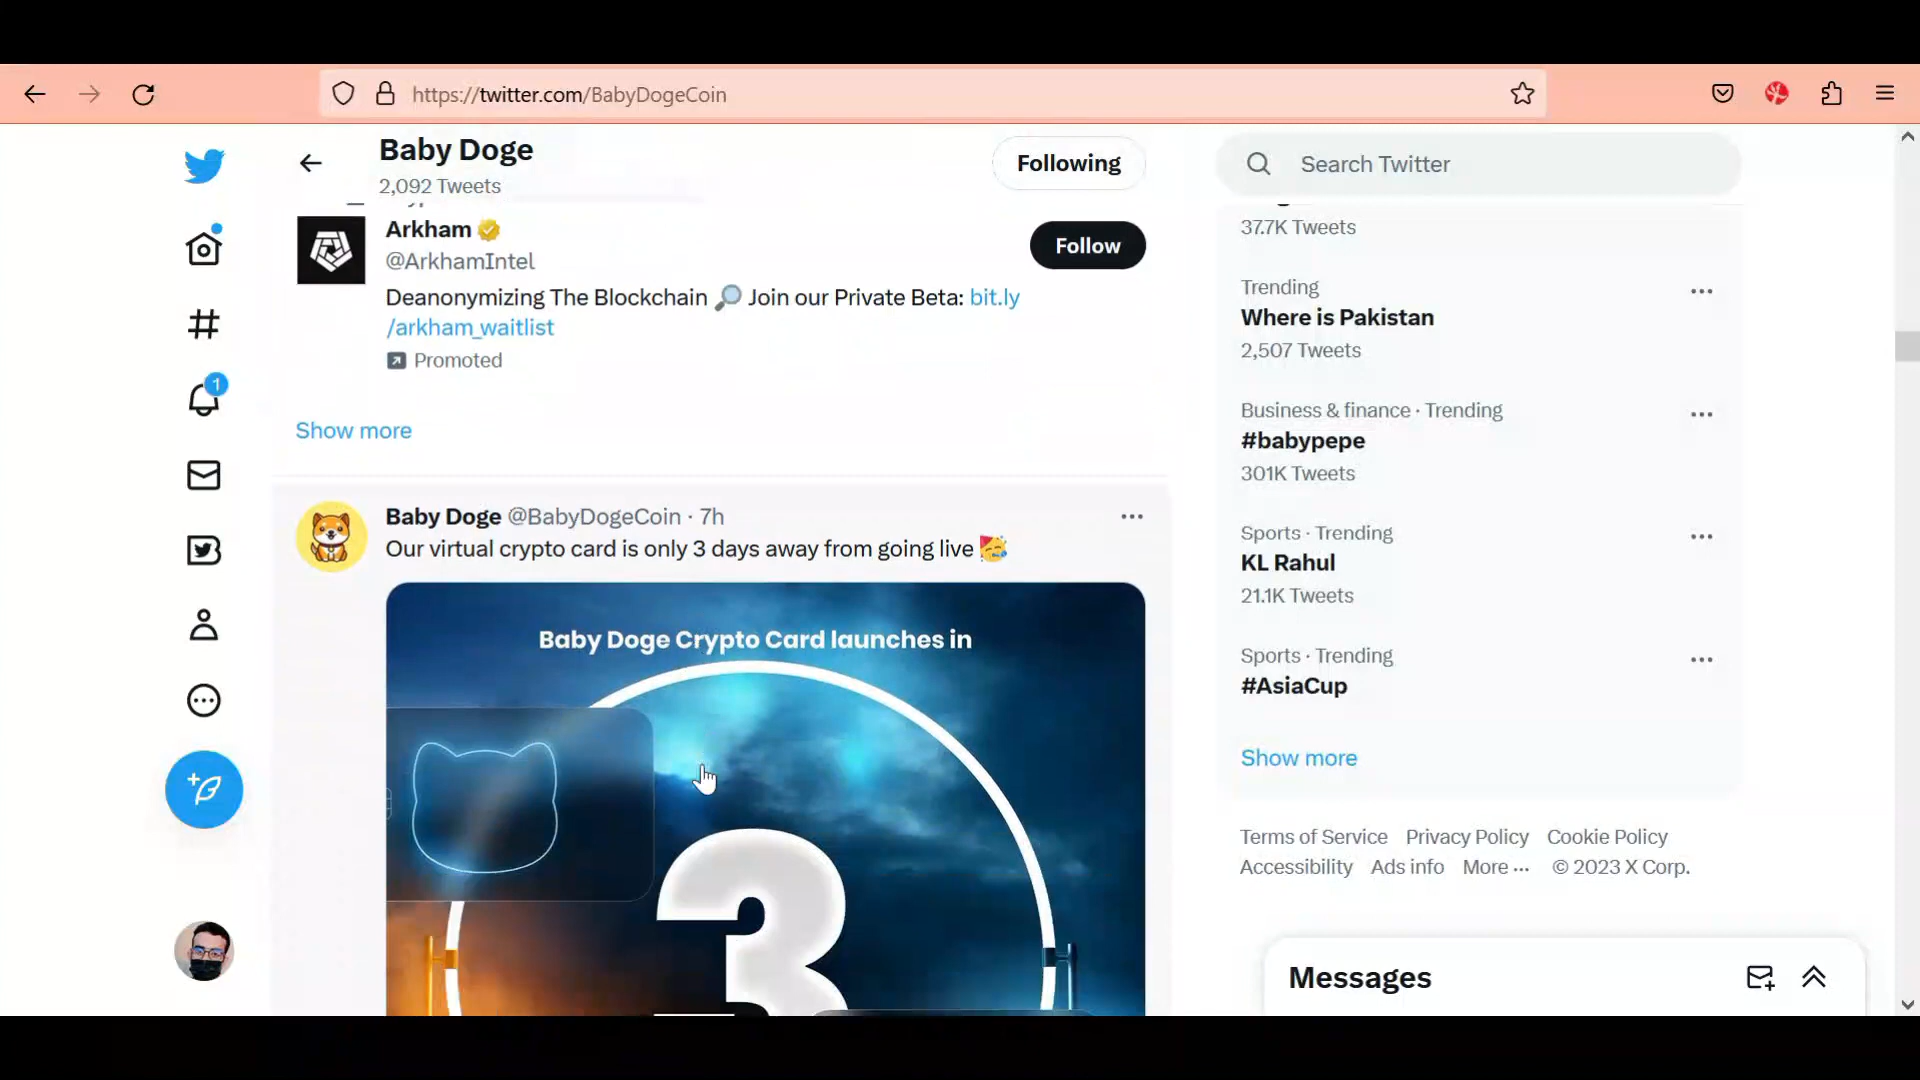 https://twitter.com/BabyDogeCoin
Baby Doge
2,092 Tweets
Following
Arkham
@ArkhamIntel
Follow
Deanonymizing The Blockchain 🔎 Join our Private Beta: bit.ly
/arkham_waitlist
Promoted
Show more
Baby Doge @BabyDogeCoin · 7h
Our virtual crypto card is only 3 days away from going live 🥳
Baby Doge Crypto Card launches in
3
1
Search Twitter
37.7K Tweets
Trending
Where is Pakistan
2,507 Tweets
Business & finance · Trending
#babypepe
301K Tweets
Sports · Trending
KL Rahul
21.1K Tweets
Sports · Trending
#AsiaCup
Show more
Terms of Service Privacy Policy Cookie Policy
Accessibility Ads info More ··· © 2023 X Corp.
Messages